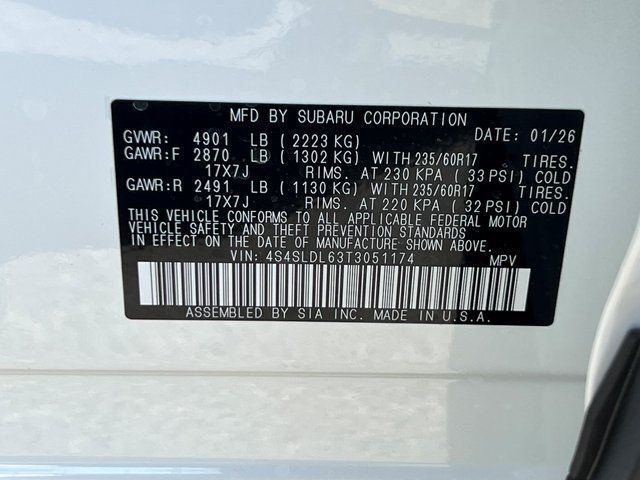 MFD BY SUBARU CORPORATION
GVWR: 4901 LB (2223 KG) DATE: 01/26
GAWR:F 2870 LB (1302 KG) WITH 235/60R17 TIRES.
17X7J RIMS. AT 230 KPA (33 PSI) COLD
GAWR:R 2491 LB (1130 KG) WITH 235/60R17 TIRES.
17X7J RIMS. AT 220 KPA (32 PSI) COLD
THIS VEHICLE CONFORMS TO ALL APPLICABLE FEDERAL MOTOR
VEHICLE SAFETY AND THEFT PREVENTION STANDARDS
IN EFFECT ON THE DATE OF MANUFACTURE SHOWN ABOVE.
VIN: 4S4SLDL63T3051174 MPV
ASSEMBLED BY SIA INC. MADE IN U.S.A.